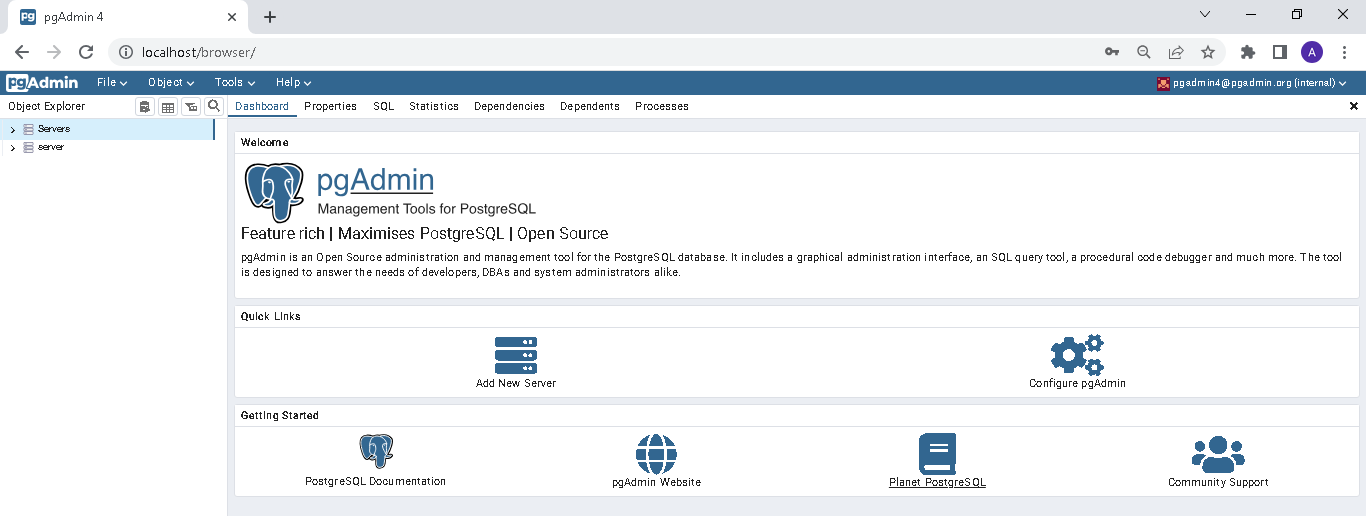 pgAdmin 4
localhost/browser/
A
pgAdmin File Object Tools Help pgadmin4@pgadmin.org (internal)
Object Explorer Dashboard Properties SQL Statistics Dependencies Dependents Processes
Servers
server
Welcome
pgAdmin
Management Tools for PostgreSQL
Feature rich | Maximises PostgreSQL | Open Source
pgAdmin is an Open Source administration and management tool for the PostgreSQL database. It includes a graphical administration interface, an SQL query tool, a procedural code debugger and much more. The tool
is designed to answer the needs of developers, DBAs and system administrators alike.
Quick Links
Add New Server Configure pgAdmin
Getting Started
PostgreSQL Documentation pgAdmin Website Planet PostgreSQL Community Support